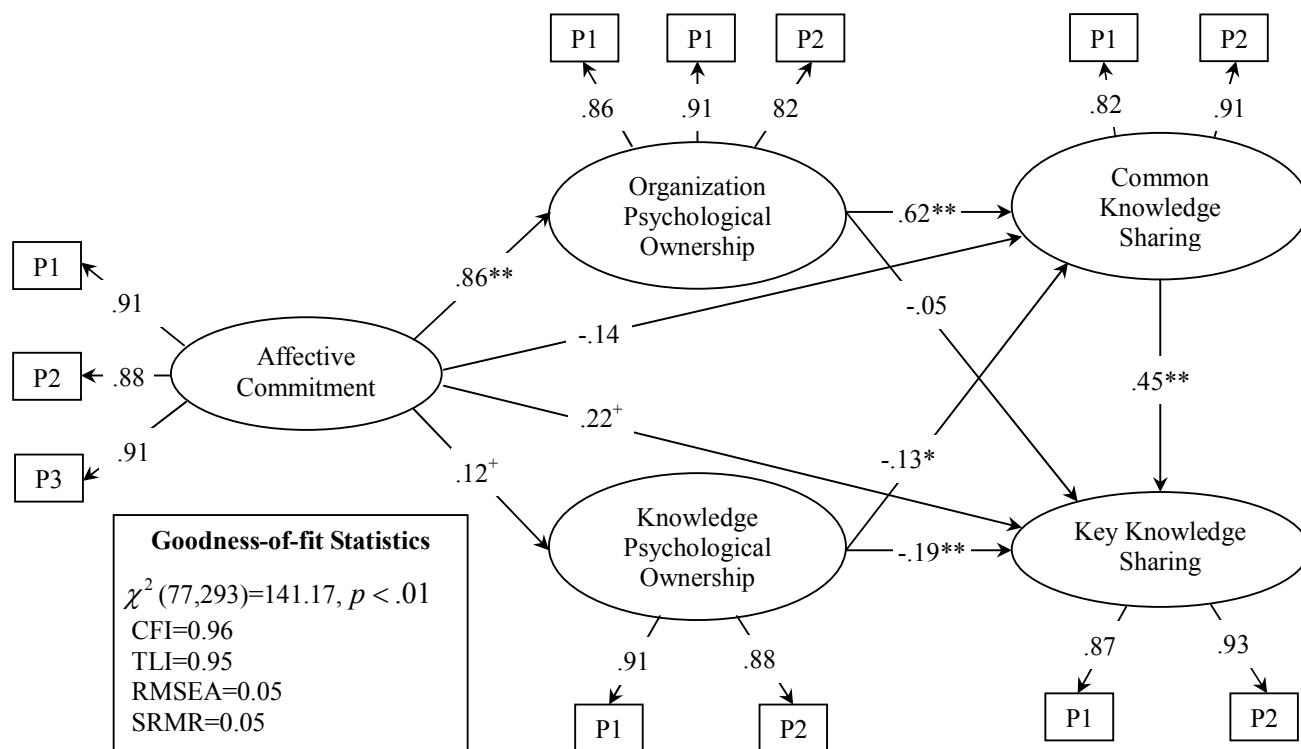 P1
P1
P2
P1
P2
.86
.91
82
.82
.91
Organization
Psychological
Ownership
Common
Knowledge
Sharing
.62**
P1
.91
.86**
-.05
-.14
P2
.88
Affective
Commitment
.45**
.22⁺
P3
.91
.12⁺
-.13*
Knowledge
Psychological
Ownership
-.19**
Key Knowledge
Sharing
Goodness-of-fit Statistics
χ² (77,293)=141.17, p < .01
CFI=0.96
TLI=0.95
RMSEA=0.05
SRMR=0.05
.91
.88
.87
.93
P1
P2
P1
P2